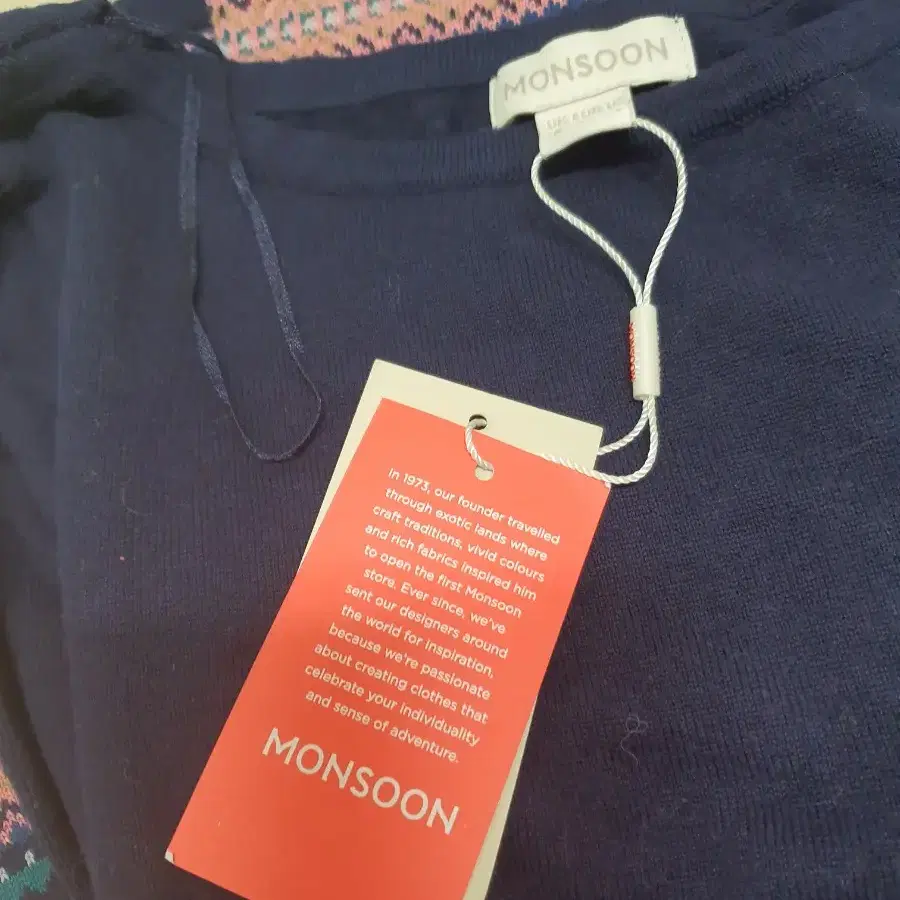 MONSOON
In 1973, our founder travelled
through exotic lands where
craft traditions, vivid colours
and rich fabrics inspired him
to open the first Monsoon
store. Ever since, we've
sent our designers around
the world for inspiration,
because we're passionate
about creating clothes that
celebrate your individuality
and sense of adventure.
MONSOON